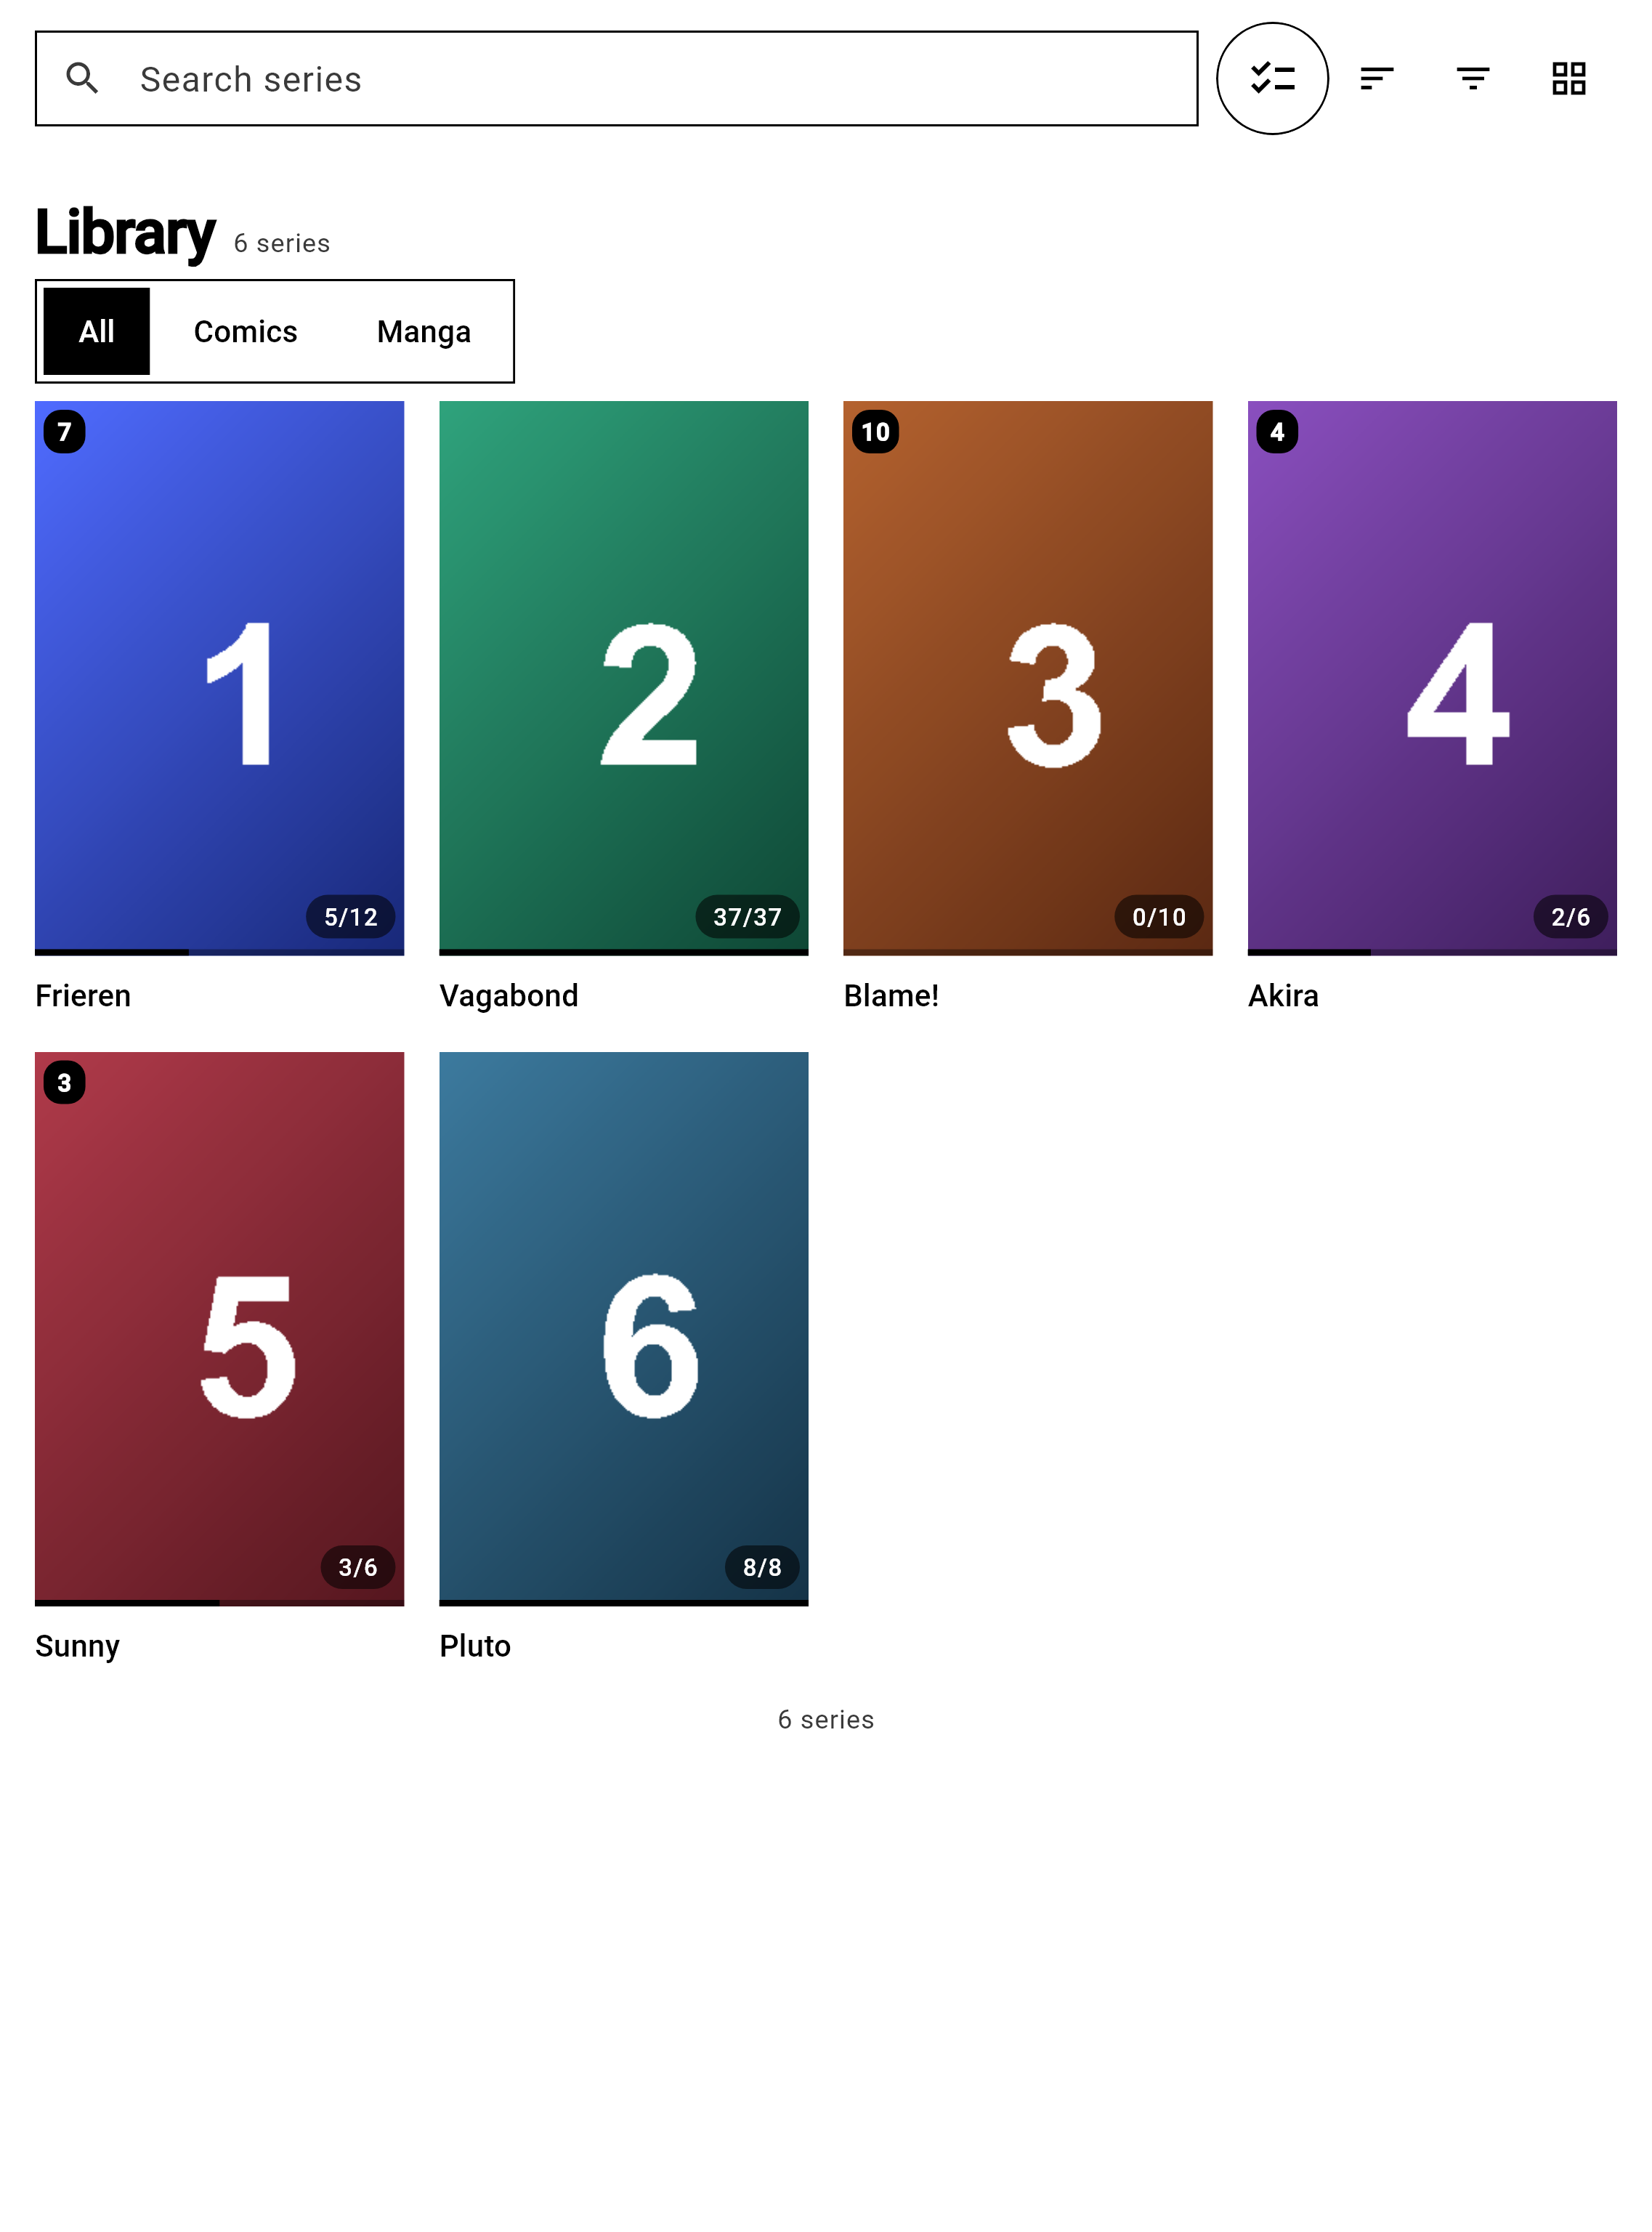 Search series
Library 6 series
All Comics Manga
7 10 4
1 2 3 4
5/12 37/37 0/10 2/6
Frieren Vagabond Blame! Akira
3
5 6
3/6 8/8
Sunny Pluto
6 series